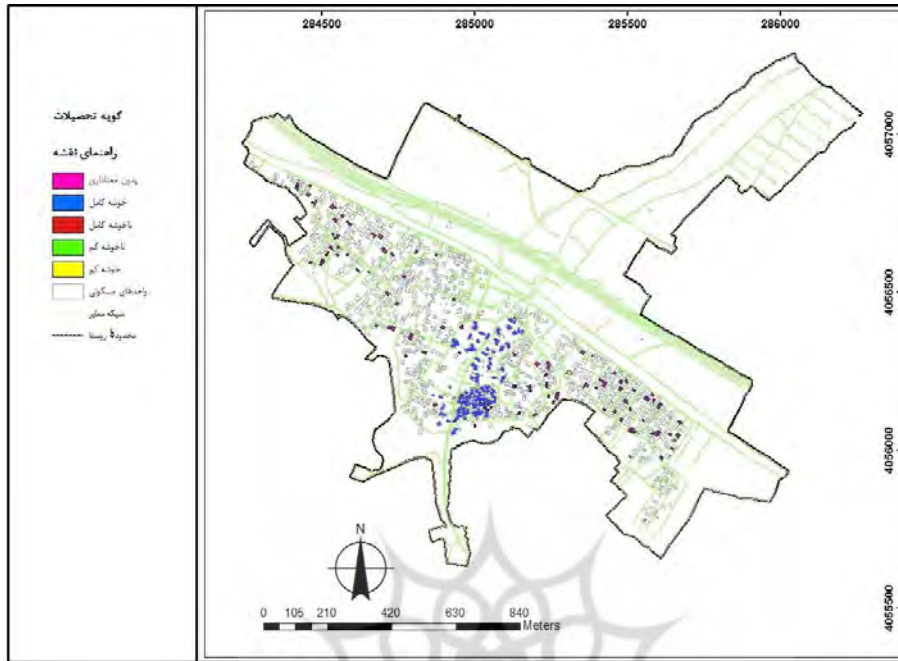 284500 285000 285500 286000
گویه تحصیلات
راهنمای نقشه
بدون معناداری
خوشه کامل
ناخوشه کامل
ناخوشه کم
خوشه کم
واحدهای مسکونی
شبکه معابر
محدودهٔ روستا
4057000
4056500
4056000
4055500
N
0 105 210 420 630 840
Meters